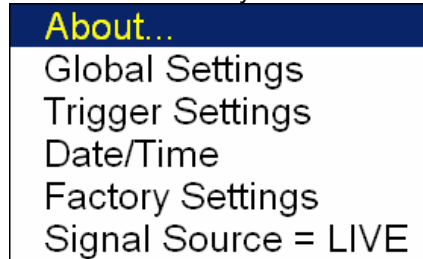 About...
Global Settings
Trigger Settings
Date/Time
Factory Settings
Signal Source = LIVE